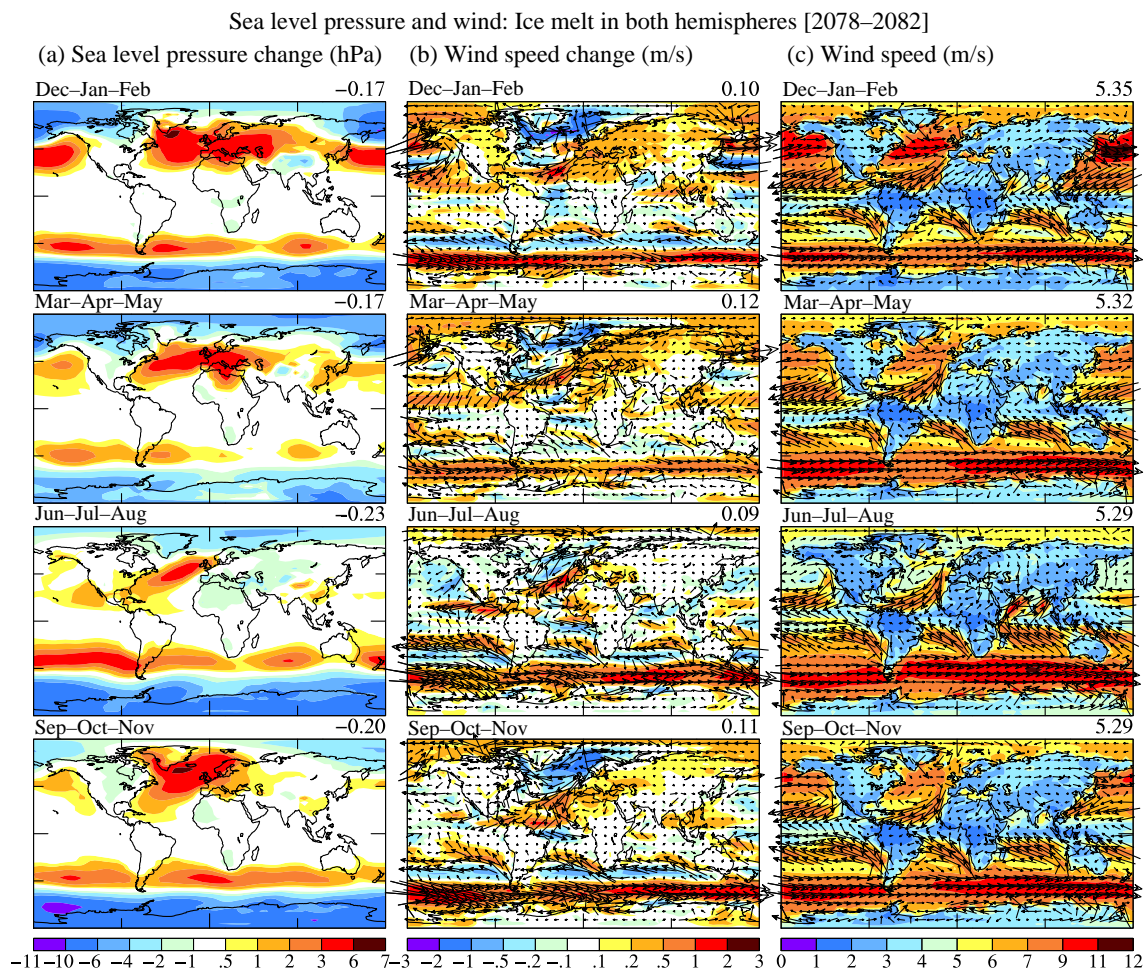 Sea level pressure and wind: Ice melt in both hemispheres [2078–2082]
(a) Sea level pressure change (hPa) (b) Wind speed change (m/s) (c) Wind speed (m/s)
Dec–Jan–Feb −0.17 Dec–Jan–Feb 0.10 Dec–Jan–Feb 5.35
Mar–Apr–May −0.17 Mar–Apr–May 0.12 Mar–Apr–May 5.32
Jun–Jul–Aug −0.23 Jun–Jul–Aug 0.09 Jun–Jul–Aug 5.29
Sep–Oct–Nov −0.20 Sep–Oct–Nov 0.11 Sep–Oct–Nov 5.29
−11 −10 −6 −4 −2 −1 .5 1 2 3 6 7 −3 −2 −1 −.5 −.2 −.1 .1 .2 .5 1 2 3 0 1 2 3 4 5 6 7 9 11 12